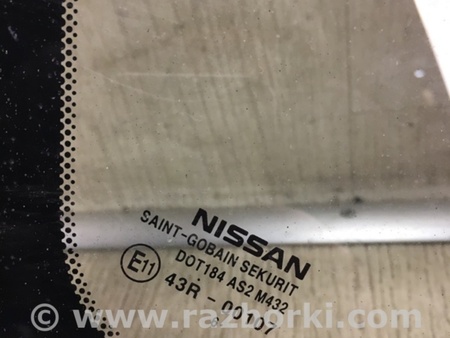 NISSAN
SAINT-GOBAIN SEKURIT
DOT184 AS2 M432
E11
43R - 00107
© www.razborki.com